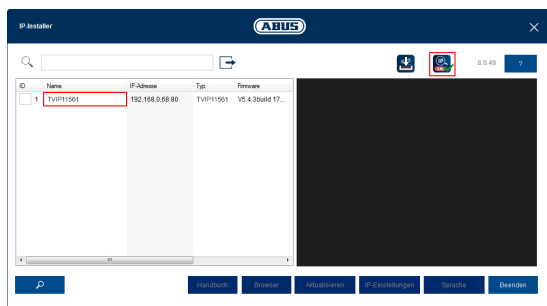 IP-Installer
ABUS
6.6.49
?
ID Name IP-Adresse Typ Firmware
1 TVIP11561 192.168.0.68:80 TVIP11561 V5.4.3build 17...
Handbuch Browser Aktualisieren IP-Einstellungen Sprache Beenden